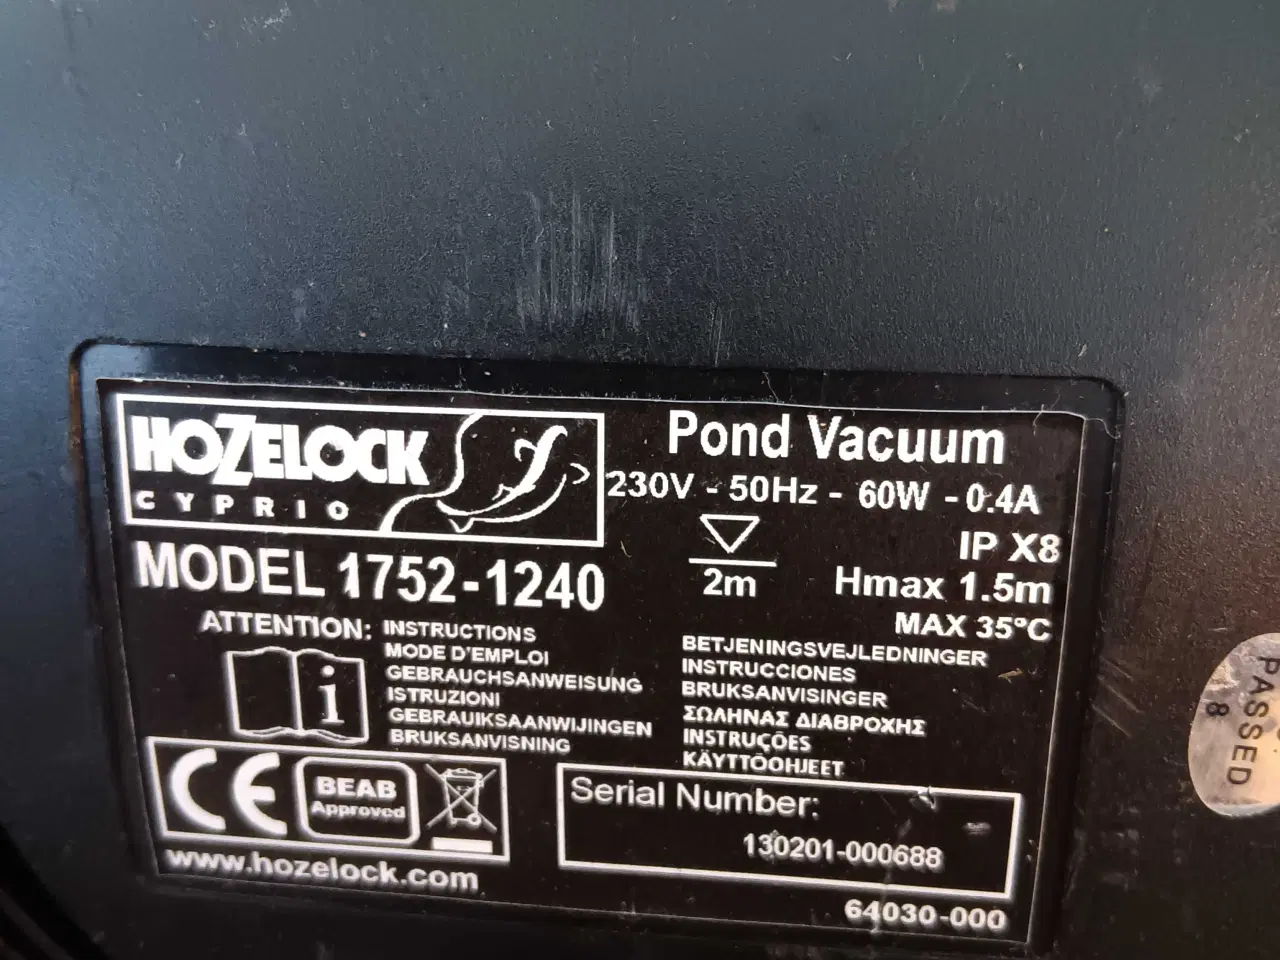 HOZELOCK
CYPRIO
Pond Vacuum
230V - 50Hz - 60W - 0.4A
IP X8
2m
Hmax 1.5m
MAX 35°C
MODEL 1752-1240
ATTENTION:
INSTRUCTIONS
MODE D'EMPLOI
GEBRAUCHSANWEISUNG
ISTRUZIONI
GEBRAUIKSAANWIJINGEN
BRUKSANVISNING
BETJENINGSVEJLEDNINGER
INSTRUCCIONES
BRUKSANVISINGER
ΣΩΛΗΝΑΣ ΔΙΑΒΡΟΧΗΣ
INSTRUÇÕES
KÄYTTÖOHJEET
i
CE
BEAB
Approved
www.hozelock.com
Serial Number:
130201-000688
64030-000
PASSED
8